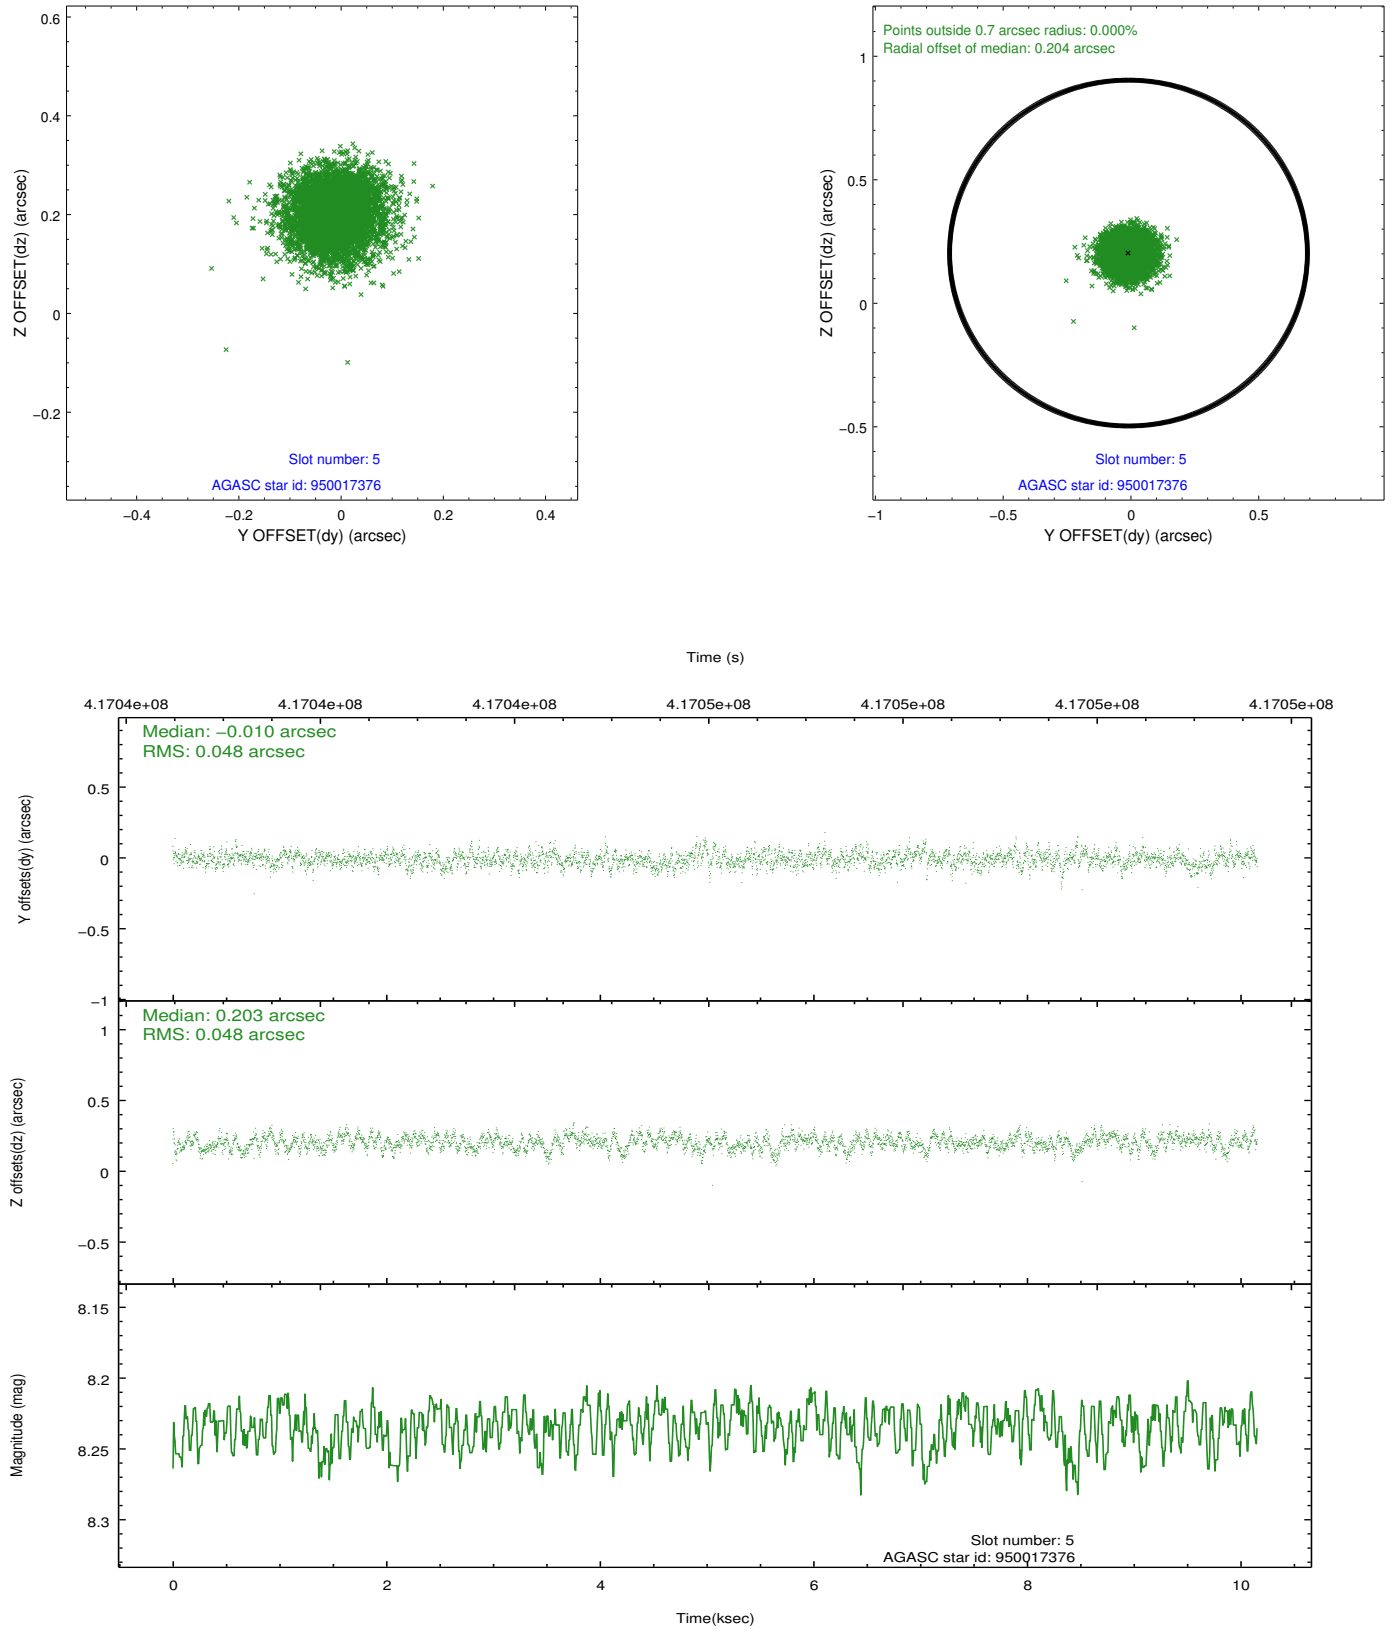 0.6
0.4
0.2
0
−0.2
Z OFFSET(dz) (arcsec)
Slot number: 5
AGASC star id: 950017376
−0.4
−0.2
0
0.2
0.4
Y OFFSET(dy) (arcsec)
Points outside 0.7 arcsec radius: 0.000%
Radial offset of median: 0.204 arcsec
1
0.5
0
−0.5
Z OFFSET(dz) (arcsec)
Slot number: 5
AGASC star id: 950017376
−1
−0.5
0
0.5
Y OFFSET(dy) (arcsec)
Time (s)
4.1704e+08
4.1704e+08
4.1704e+08
4.1705e+08
4.1705e+08
4.1705e+08
4.1705e+08
Median: −0.010 arcsec
RMS: 0.048 arcsec
0.5
0
−0.5
−1
Y offsets(dy) (arcsec)
Median: 0.203 arcsec
RMS: 0.048 arcsec
1
0.5
0
−0.5
Z offsets(dz) (arcsec)
8.15
8.2
8.25
8.3
Magnitude (mag)
Slot number: 5
AGASC star id: 950017376
0
2
4
6
8
10
Time(ksec)